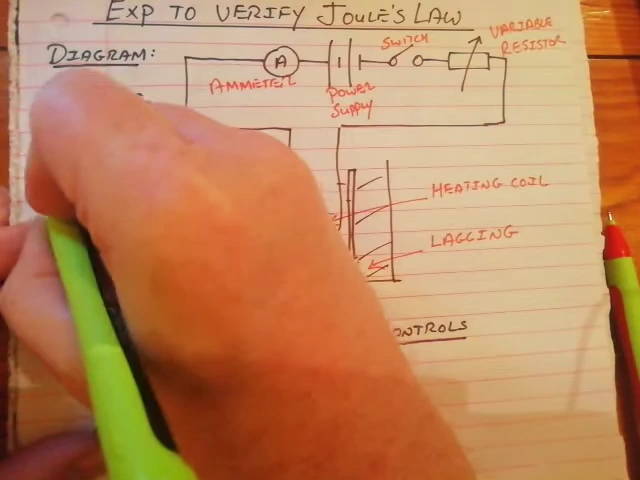 EXP TO VERIFY JOULE'S LAW
DIAGRAM:
A
AMMETER
POWER
SUPPLY
SWITCH
VARIABLE
RESISTOR
HEATING COIL
LAGGING
ONTROLS